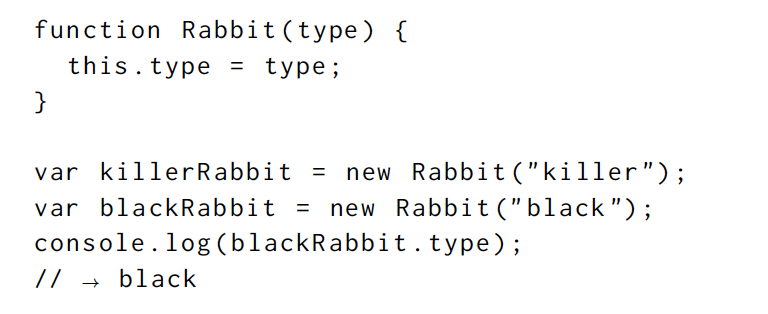 function Rabbit(type) {
  this.type = type;
}

var killerRabbit = new Rabbit("killer");
var blackRabbit = new Rabbit("black");
console.log(blackRabbit.type);
// → black